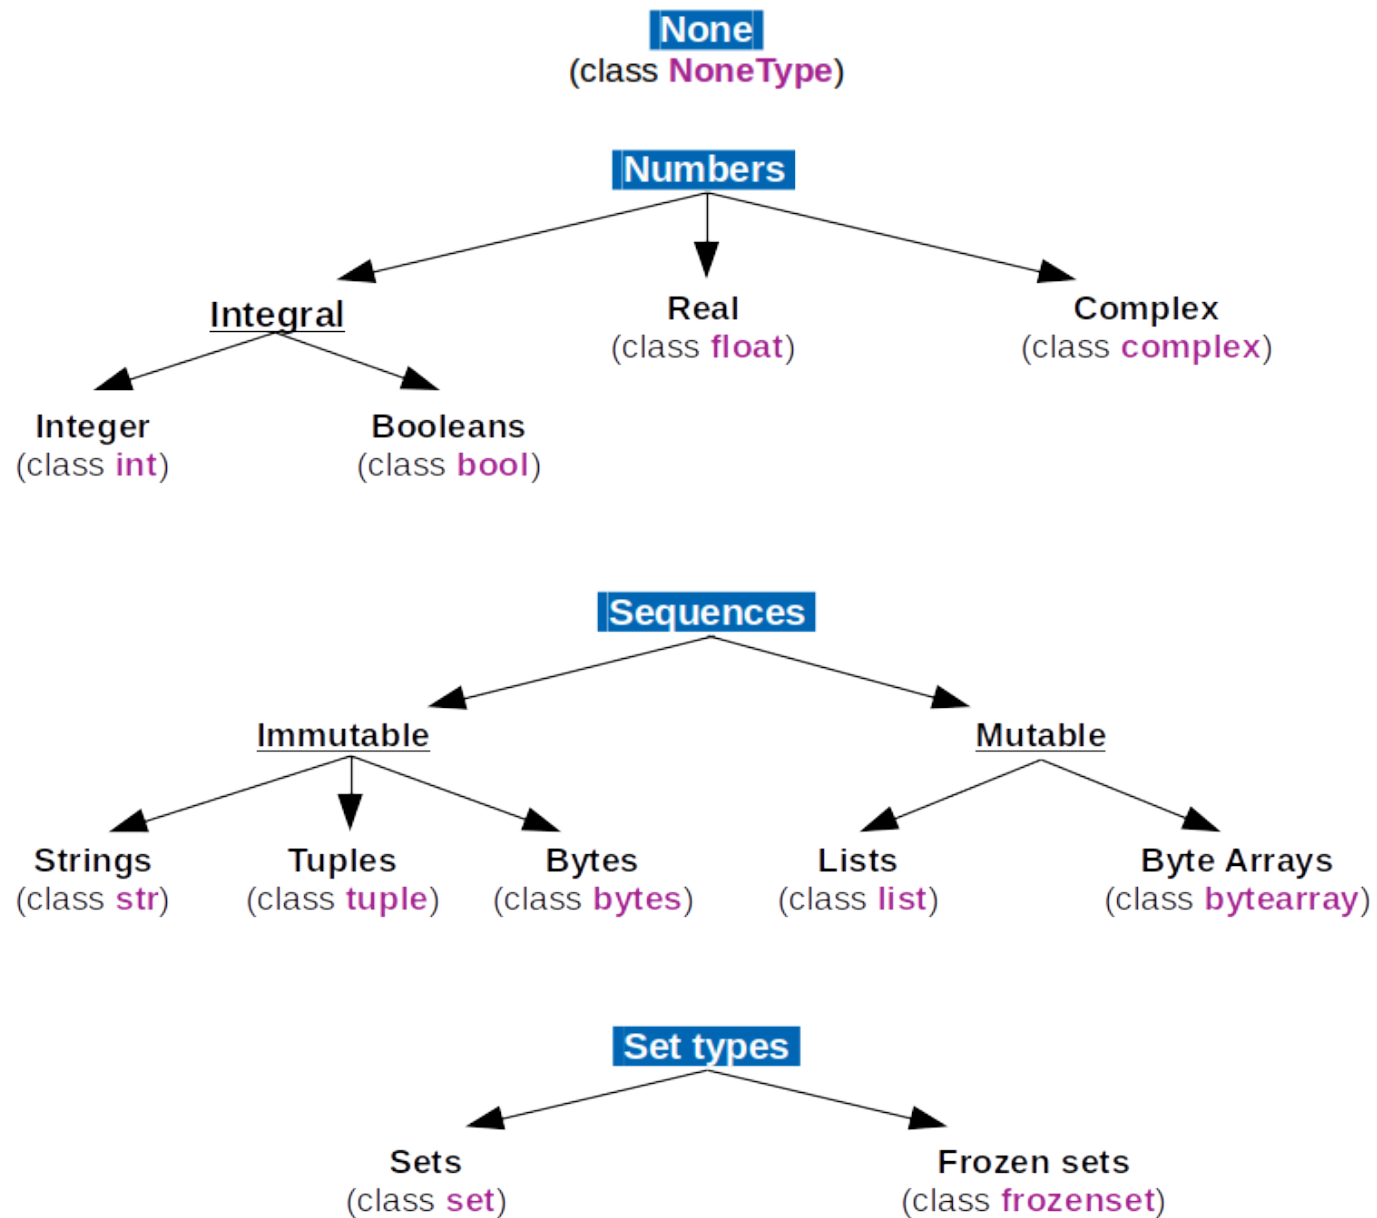 None
(class NoneType)
Numbers
Integral
Real
(class float)
Complex
(class complex)
Integer
(class int)
Booleans
(class bool)
Sequences
Immutable
Mutable
Strings
(class str)
Tuples
(class tuple)
Bytes
(class bytes)
Lists
(class list)
Byte Arrays
(class bytearray)
Set types
Sets
(class set)
Frozen sets
(class frozenset)